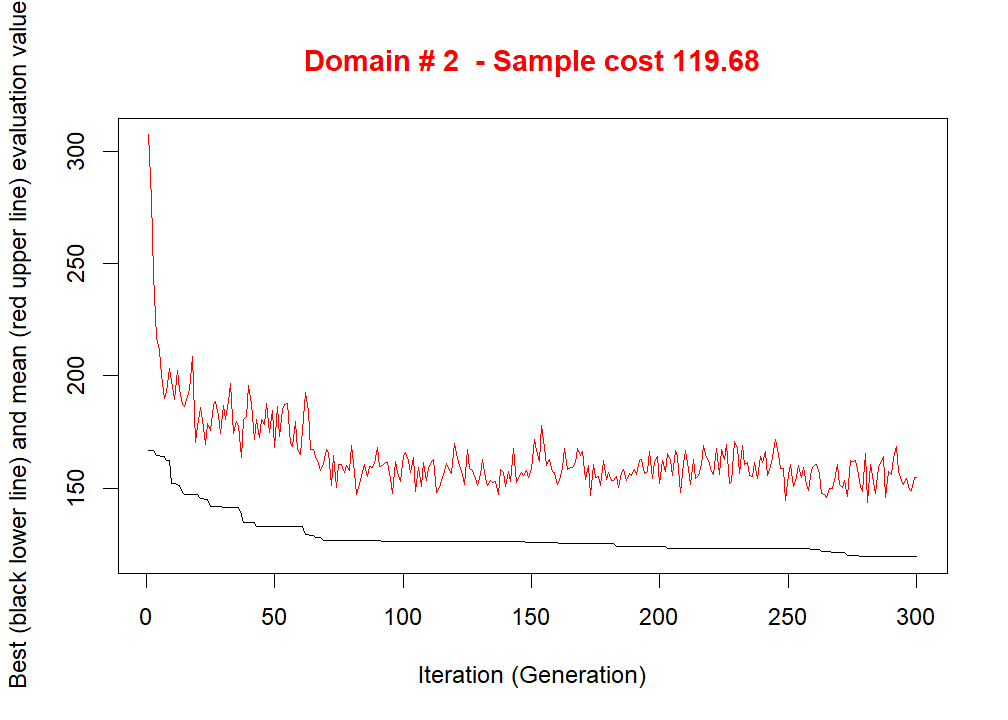 Domain # 2  - Sample cost 119.68
Best (black lower line) and mean (red upper line) evaluation value
300
250
200
150
0 50 100 150 200 250 300
Iteration (Generation)